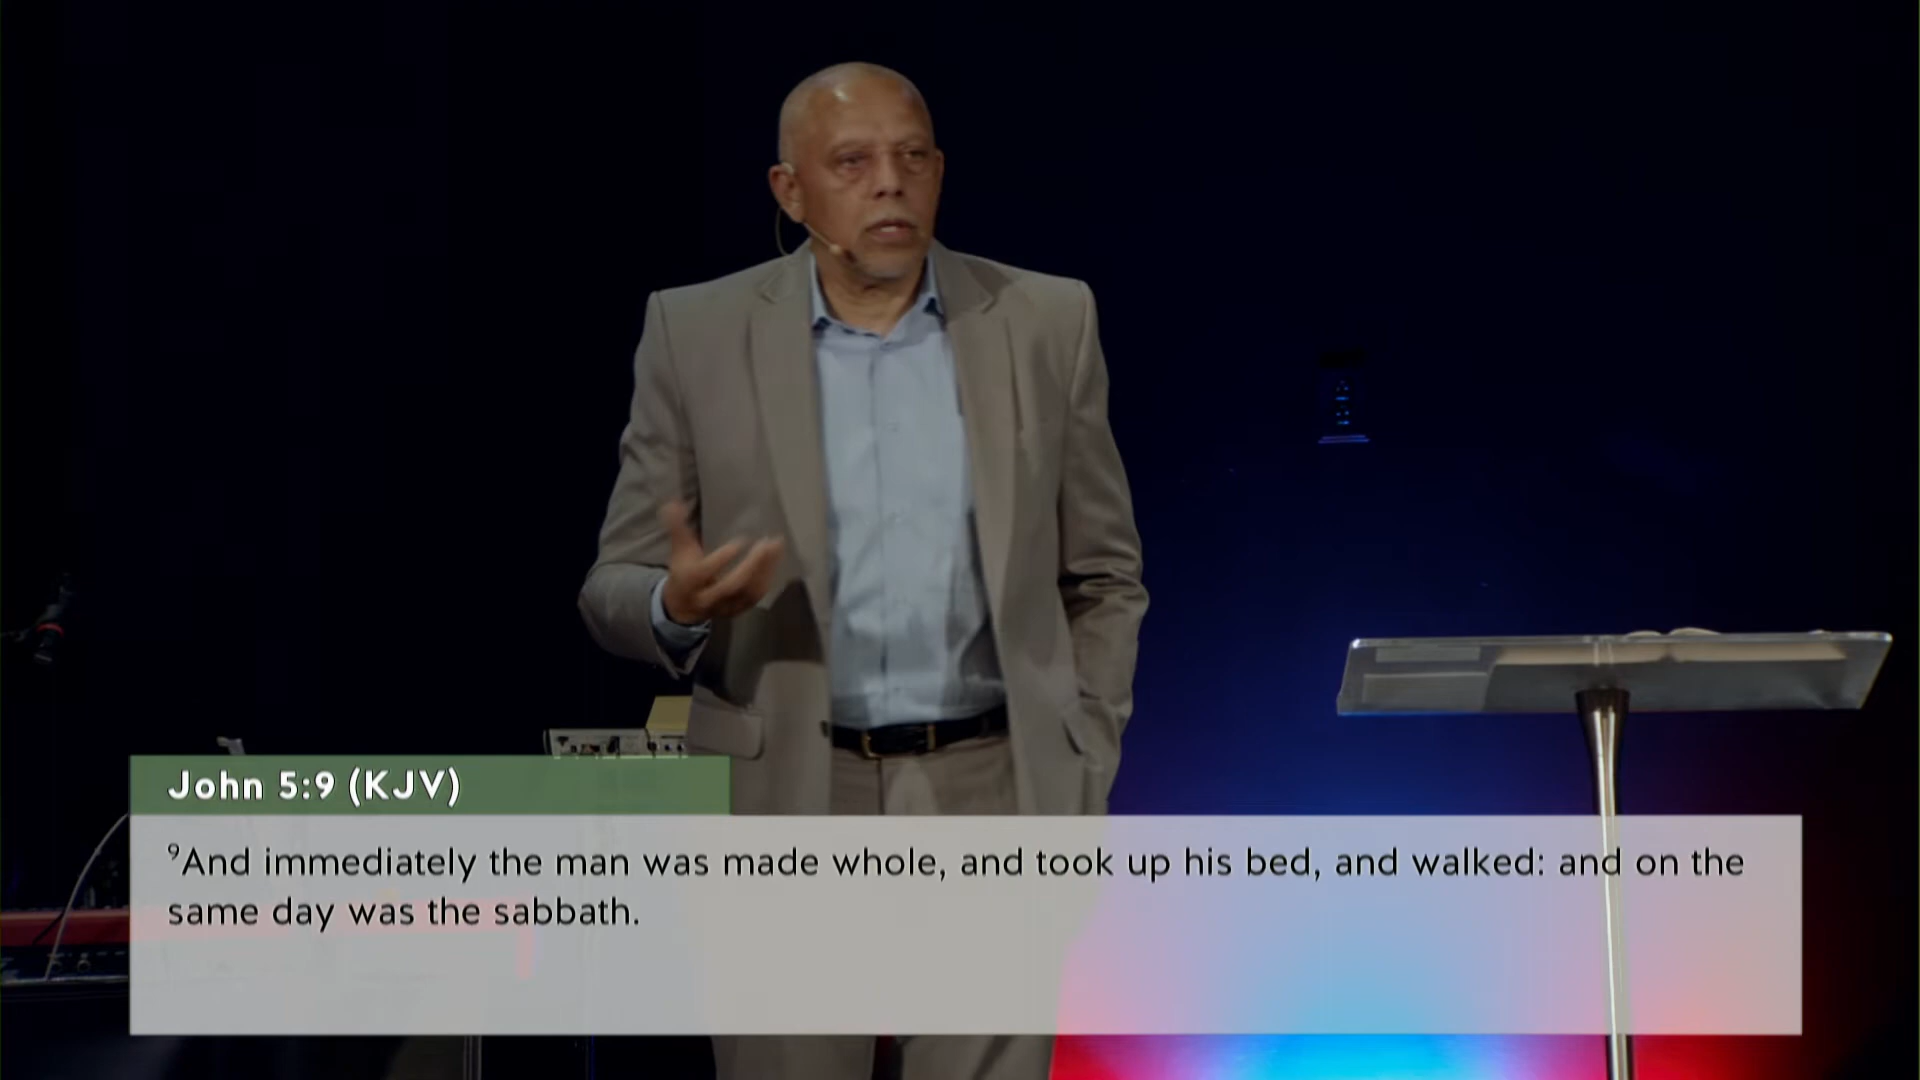 John 5:9 (KJV)
⁹And immediately the man was made whole, and took up his bed, and walked: and on the
same day was the sabbath.